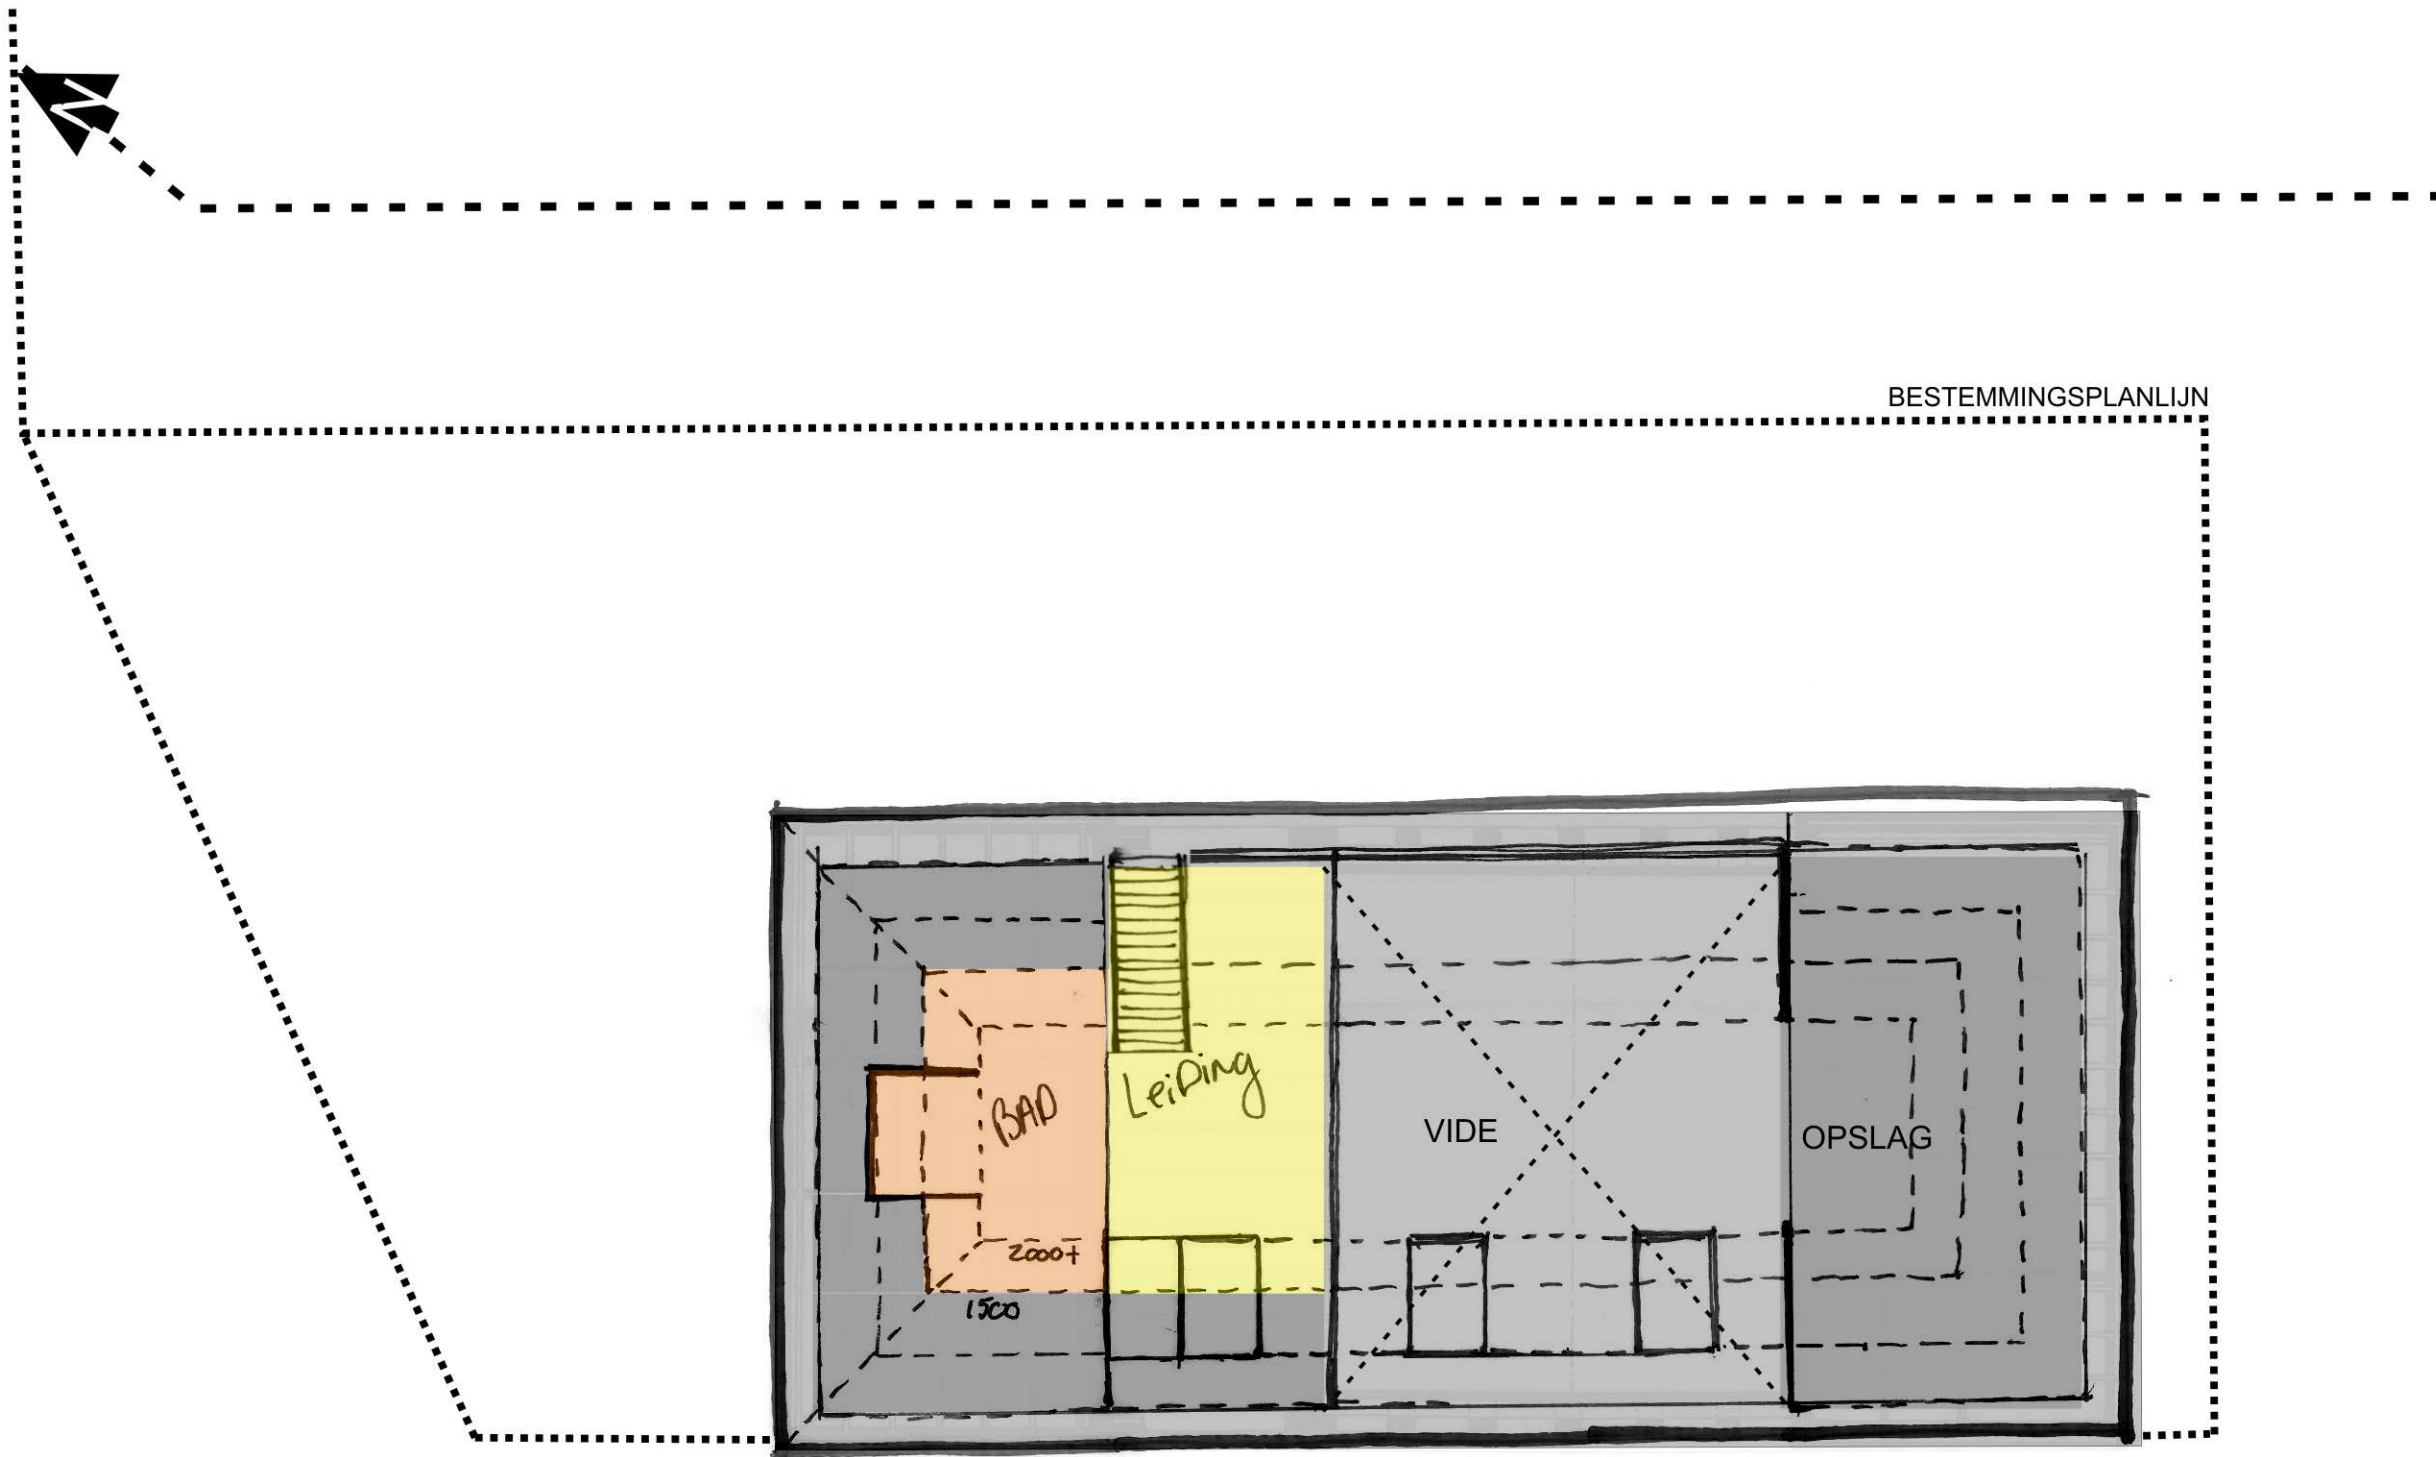 N
BESTEMMINGSPLANLIJN
BAD
LeiDing
VIDE
OPSLAG
2000+
1500